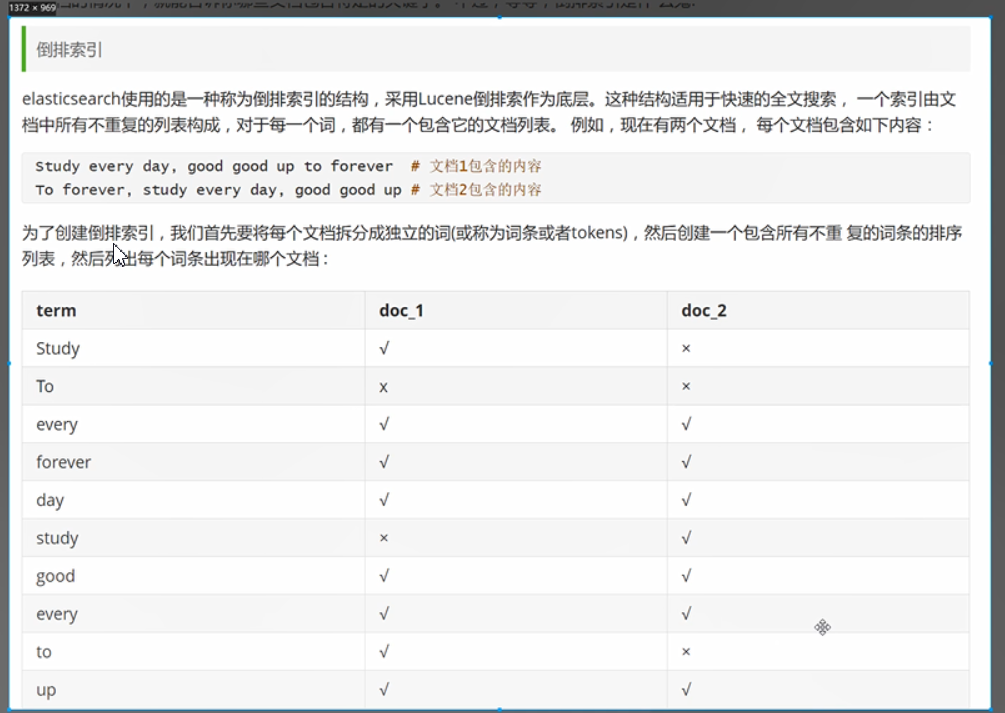 1372 × 969
倒排索引
elasticsearch使用的是一种称为倒排索引的结构，采用Lucene倒排索作为底层。这种结构适用于快速的全文搜索， 一个索引由文
档中所有不重复的列表构成，对于每一个词，都有一个包含它的文档列表。 例如，现在有两个文档， 每个文档包含如下内容：
Study every day, good good up to forever  # 文档1包含的内容
To forever, study every day, good good up # 文档2包含的内容
为了创建倒排索引，我们首先要将每个文档拆分成独立的词(或称为词条或者tokens)，然后创建一个包含所有不重 复的词条的排序
列表，然后列出每个词条出现在哪个文档：
term doc_1 doc_2
Study √ ×
To x ×
every √ √
forever √ √
day √ √
study × √
good √ √
every √ √
to √ ×
up √ √